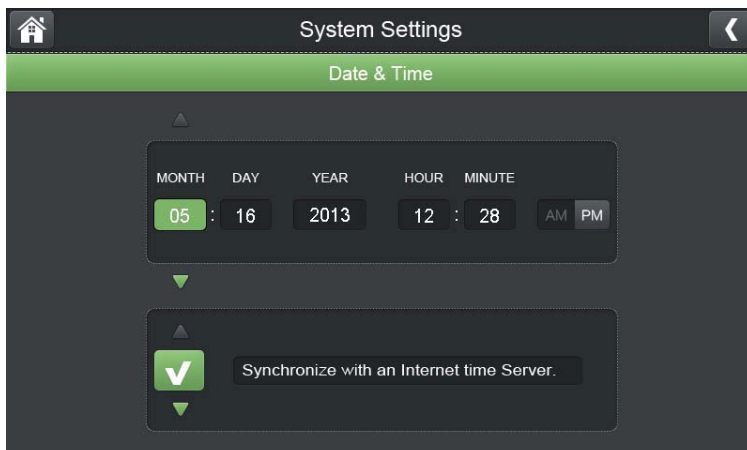 System Settings
Date & Time
MONTH DAY YEAR HOUR MINUTE
05 : 16 2013 12 : 28 AM PM
Synchronize with an Internet time Server.